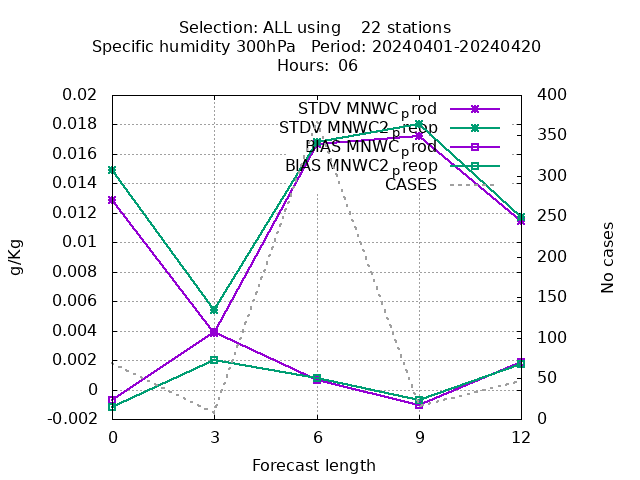 Selection: ALL using    22 stations
Specific humidity 300hPa   Period: 20240401-20240420
Hours: 06
STDV MNWC_prod
STDV MNWC2_preop
BIAS MNWC_prod
BIAS MNWC2_preop
CASES
0.02
0.018
0.016
0.014
0.012
0.01
0.008
0.006
0.004
0.002
0
-0.002
400
350
300
250
200
150
100
50
0
g/Kg
No cases
0 3 6 9 12
Forecast length